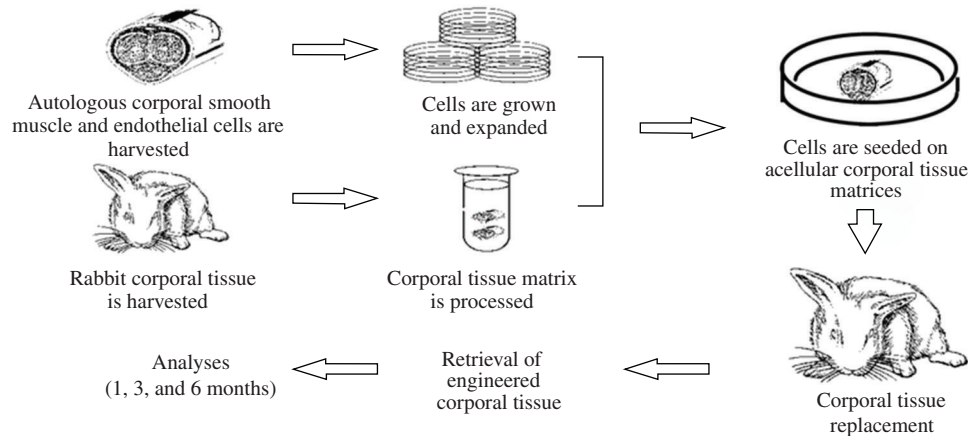 Autologous corporal smooth
muscle and endothelial cells are
harvested
Cells are grown
and expanded
Cells are seeded on
acellular corporal tissue
matrices
Rabbit corporal tissue
is harvested
Corporal tissue matrix
is processed
Corporal tissue
replacement
Retrieval of
engineered
corporal tissue
Analyses
(1, 3, and 6 months)